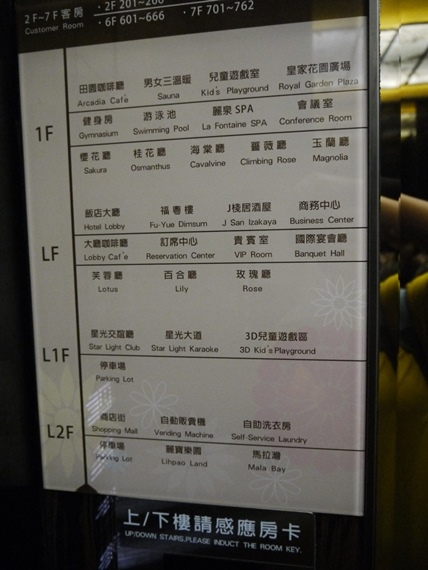 2F~7F 客房 ‧2F 201~260
Customer Room ‧6F 601~666 ‧7F 701~762
1F
田園咖啡廳 男女三溫暖 兒童遊戲室 皇家花園廣場
Arcadia Cafe Sauna Kid's Playground Royal Garden Plaza
健身房 游泳池 麗泉 SPA 會議室
Gymnasium Swimming Pool La Fontaine SPA Conference Room
櫻花廳 桂花廳 海棠廳 薔薇廳 玉蘭廳
Sakura Osmanthus Cavalvine Climbing Rose Magnolia
LF
飯店大廳 福粵樓 J棧居酒屋 商務中心
Hotel Lobby Fu-Yue Dimsum J San Izakaya Business Center
大廳咖啡廳 訂席中心 貴賓室 國際宴會廳
Lobby Caf'e Reservation Center VIP Room Banquet Hall
芙蓉廳 百合廳 玫瑰廳
Lotus Lily Rose
L1F
星光交誼廳 星光大道 3D兒童遊戲區
Star Light Club Star Light Karaoke 3D Kid's Playground
停車場
Parking Lot
L2F
商店街 自動販賣機 自助洗衣房
Shopping Mall Vending Machine Self-Service Laundry
停車場 麗寶樂園 馬拉灣
Parking Lot Lihpao Land Mala Bay
上/下樓請感應房卡
UP/DOWN STAIRS,PLEASE INDUCT THE ROOM KEY.